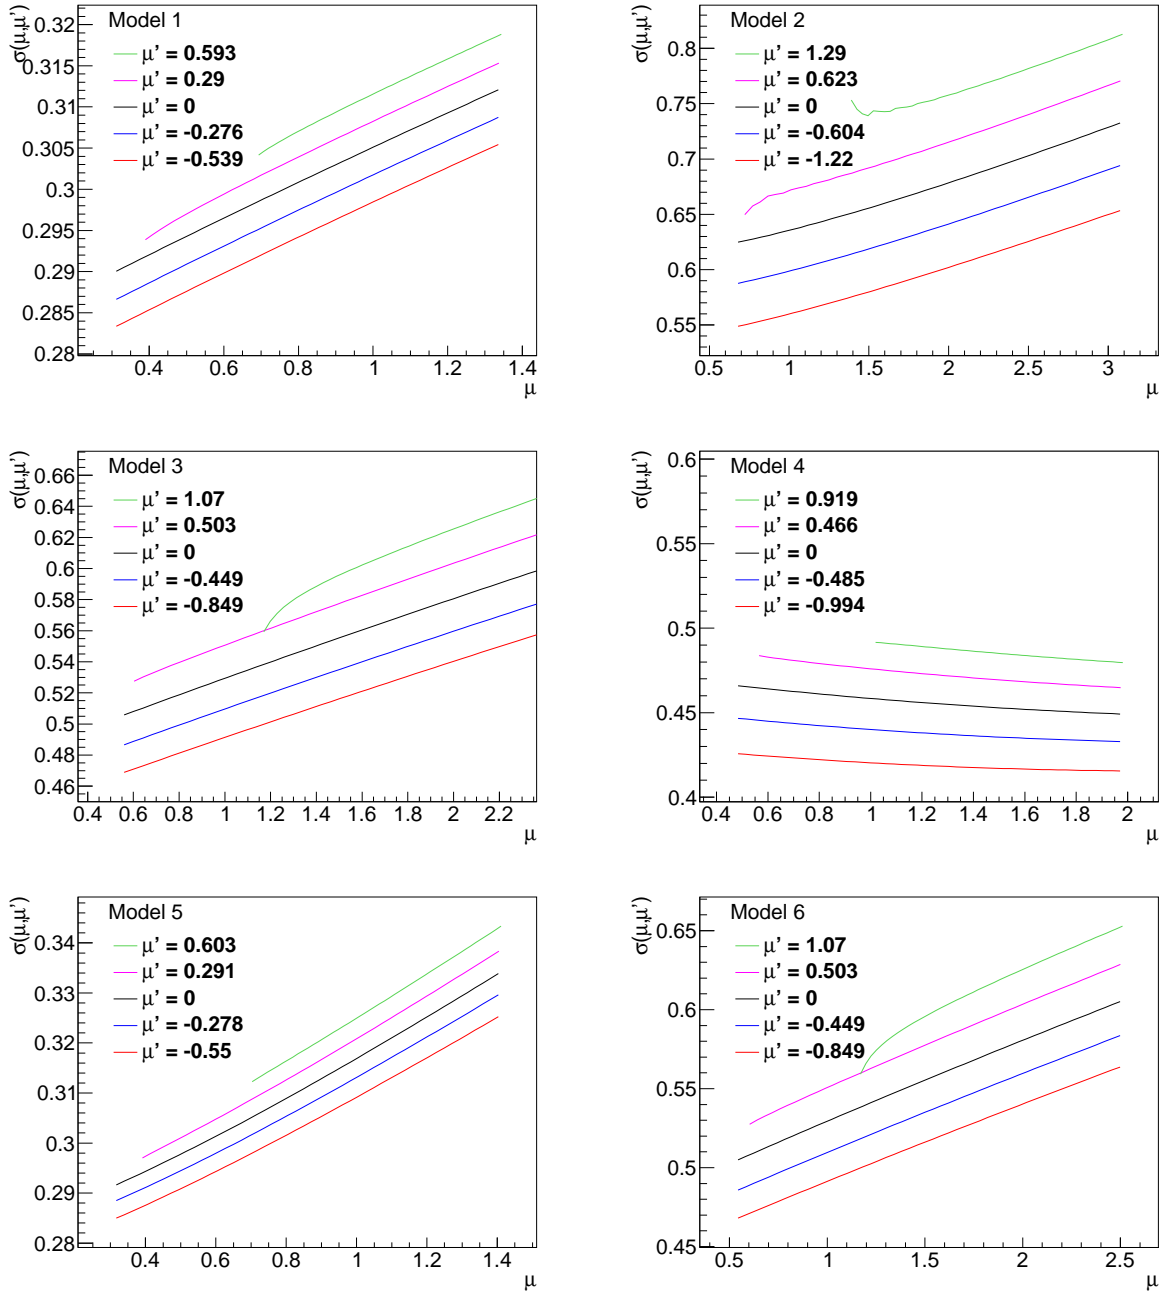 Model 1
σ(μ,μ')
μ' = 0.593
μ' = 0.29
μ' = 0
μ' = -0.276
μ' = -0.539
0.32
0.315
0.31
0.305
0.3
0.295
0.29
0.285
0.28
0.4 0.6 0.8 1 1.2 1.4
μ
Model 2
σ(μ,μ')
μ' = 1.29
μ' = 0.623
μ' = 0
μ' = -0.604
μ' = -1.22
0.8
0.75
0.7
0.65
0.6
0.55
0.5 1 1.5 2 2.5 3
μ
Model 3
σ(μ,μ')
μ' = 1.07
μ' = 0.503
μ' = 0
μ' = -0.449
μ' = -0.849
0.66
0.64
0.62
0.6
0.58
0.56
0.54
0.52
0.5
0.48
0.46
0.4 0.6 0.8 1 1.2 1.4 1.6 1.8 2 2.2
μ
Model 4
σ(μ,μ')
μ' = 0.919
μ' = 0.466
μ' = 0
μ' = -0.485
μ' = -0.994
0.6
0.55
0.5
0.45
0.4
0.4 0.6 0.8 1 1.2 1.4 1.6 1.8 2
μ
Model 5
σ(μ,μ')
μ' = 0.603
μ' = 0.291
μ' = 0
μ' = -0.278
μ' = -0.55
0.34
0.33
0.32
0.31
0.3
0.29
0.28
0.4 0.6 0.8 1 1.2 1.4
μ
Model 6
σ(μ,μ')
μ' = 1.07
μ' = 0.503
μ' = 0
μ' = -0.449
μ' = -0.849
0.65
0.6
0.55
0.5
0.45
0.5 1 1.5 2 2.5
μ